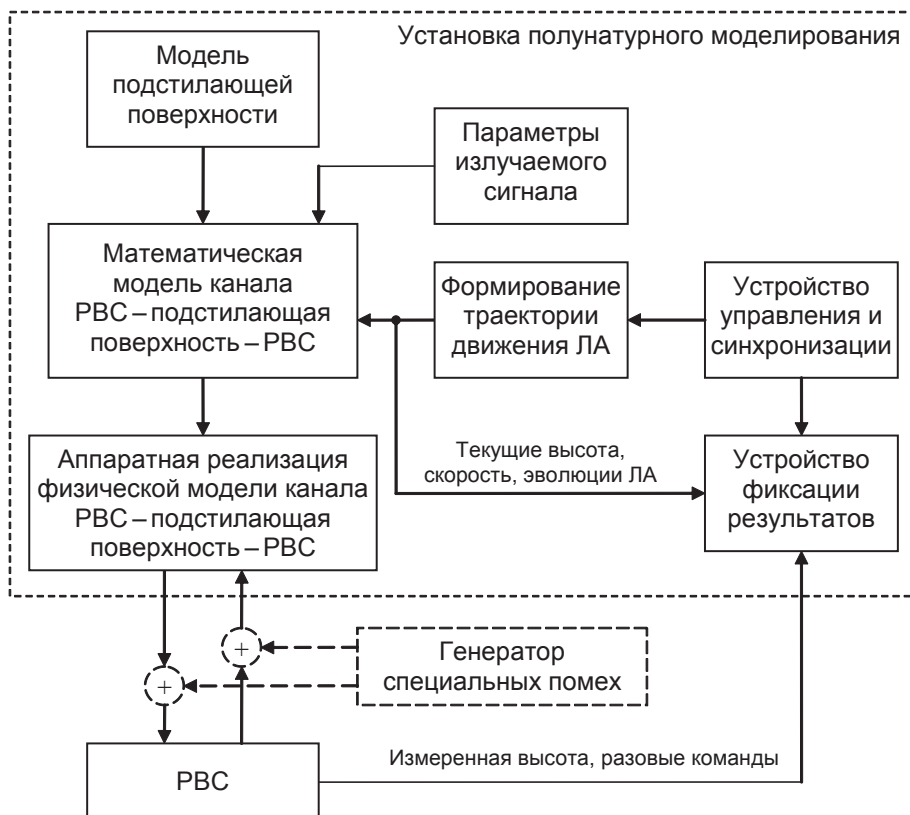 Установка полунатурного моделирования
Модель
подстилающей
поверхности
Параметры
излучаемого
сигнала
Математическая
модель канала
РВС – подстилающая
поверхность – РВС
Формирование
траектории
движения ЛА
Устройство
управления и
синхронизации
Аппаратная реализация
физической модели канала
РВС – подстилающая
поверхность – РВС
Текущие высота,
скорость, эволюции ЛА
Устройство
фиксации
результатов
+
+
Генератор
специальных помех
РВС
Измеренная высота, разовые команды